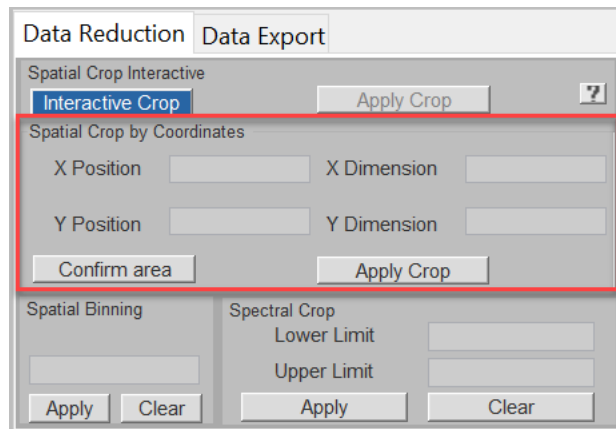 Data Reduction Data Export
Spatial Crop Interactive
Interactive Crop Apply Crop ?
Spatial Crop by Coordinates
X Position X Dimension
Y Position Y Dimension
Confirm area Apply Crop
Spatial Binning Spectral Crop
Lower Limit
Upper Limit
Apply Clear Apply Clear